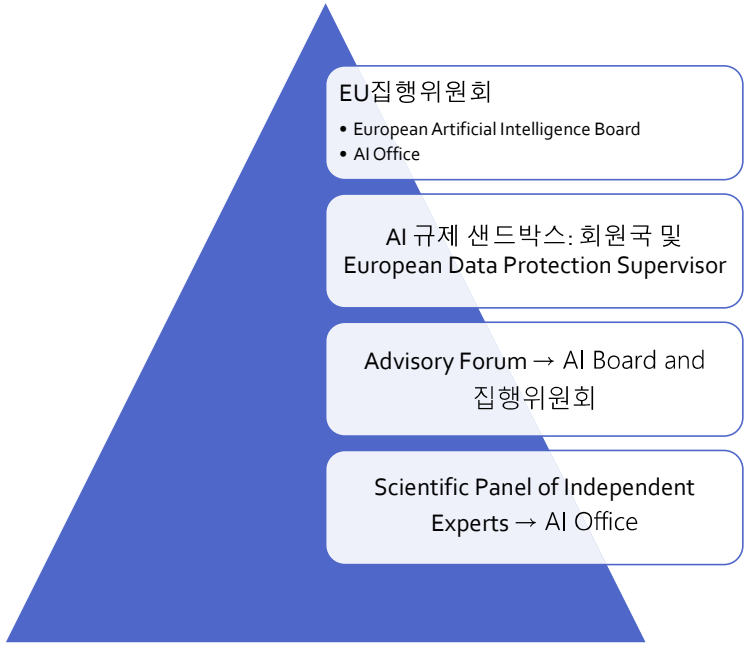 EU집행위원회
• European Artificial Intelligence Board
• AI Office
AI 규제 샌드박스: 회원국 및
European Data Protection Supervisor
Advisory Forum → AI Board and
집행위원회
Scientific Panel of Independent
Experts → AI Office